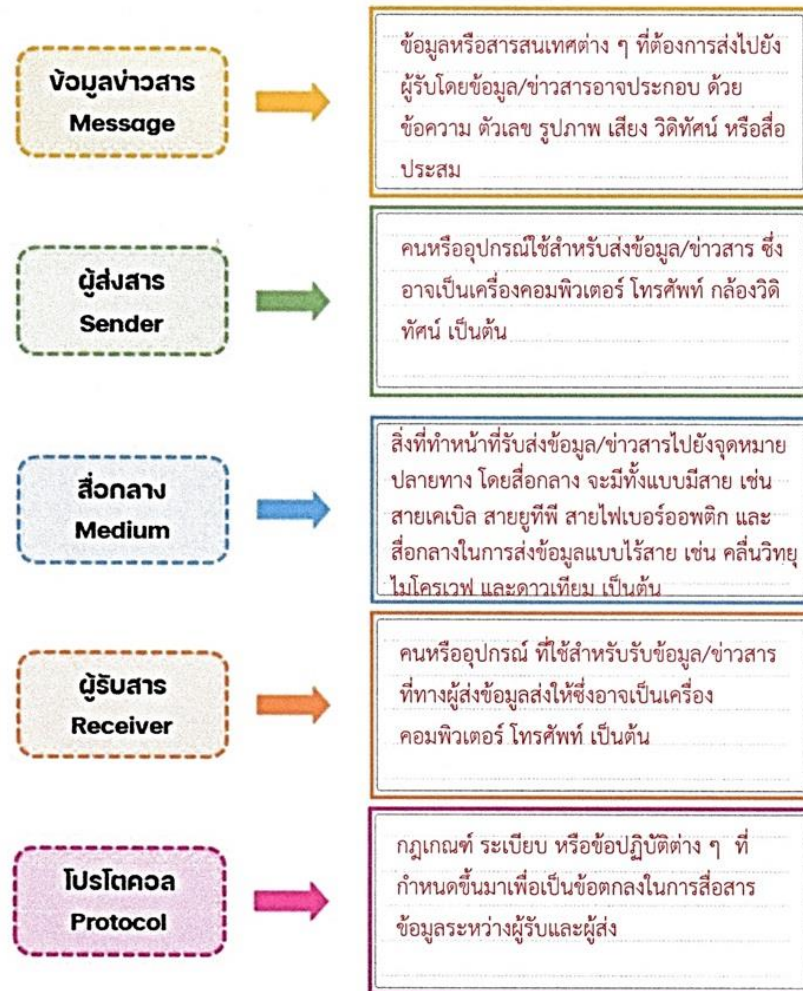 ข้อมูลข่าวสาร
Message
ข้อมูลหรือสารสนเทศต่าง ๆ ที่ต้องการส่งไปยัง
ผู้รับโดยข้อมูล/ข่าวสารอาจประกอบ ด้วย
ข้อความ ตัวเลข รูปภาพ เสียง วิดิทัศน์ หรือสื่อ
ประสม
ผู้ส่งสาร
Sender
คนหรืออุปกรณ์ใช้สำหรับส่งข้อมูล/ข่าวสาร ซึ่ง
อาจเป็นเครื่องคอมพิวเตอร์ โทรศัพท์ กล้องวิดิ
ทัศน์ เป็นต้น
สื่อกลาง
Medium
สิ่งที่ทำหน้าที่รับส่งข้อมูล/ข่าวสารไปยังจุดหมาย
ปลายทาง โดยสื่อกลาง จะมีทั้งแบบมีสาย เช่น
สายเคเบิล สายยูทีพี สายไฟเบอร์ออพติก และ
สื่อกลางในการส่งข้อมูลแบบไร้สาย เช่น คลื่นวิทยุ
ไมโครเวฟ และดาวเทียม เป็นต้น
ผู้รับสาร
Receiver
คนหรืออุปกรณ์ ที่ใช้สำหรับรับข้อมูล/ข่าวสาร
ที่ทางผู้ส่งข้อมูลส่งให้ซึ่งอาจเป็นเครื่อง
คอมพิวเตอร์ โทรศัพท์ เป็นต้น
โปรโตคอล
Protocol
กฎเกณฑ์ ระเบียบ หรือข้อปฏิบัติต่าง ๆ ที่
กำหนดขึ้นมาเพื่อเป็นข้อตกลงในการสื่อสาร
ข้อมูลระหว่างผู้รับและผู้ส่ง